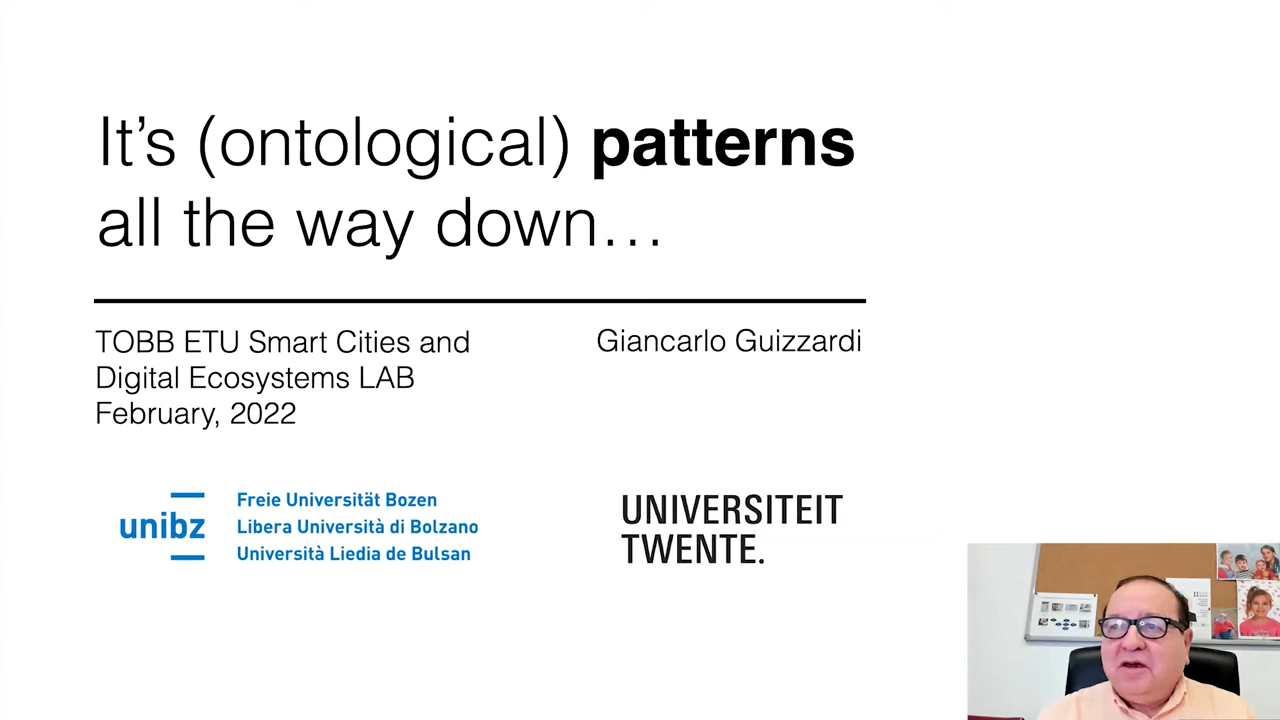 It's (ontological) patterns
all the way down…
TOBB ETU Smart Cities and
Digital Ecosystems LAB
February, 2022
Giancarlo Guizzardi
unibz
Freie Universität Bozen
Libera Università di Bolzano
Università Liedia de Bulsan
UNIVERSITEIT
TWENTE.